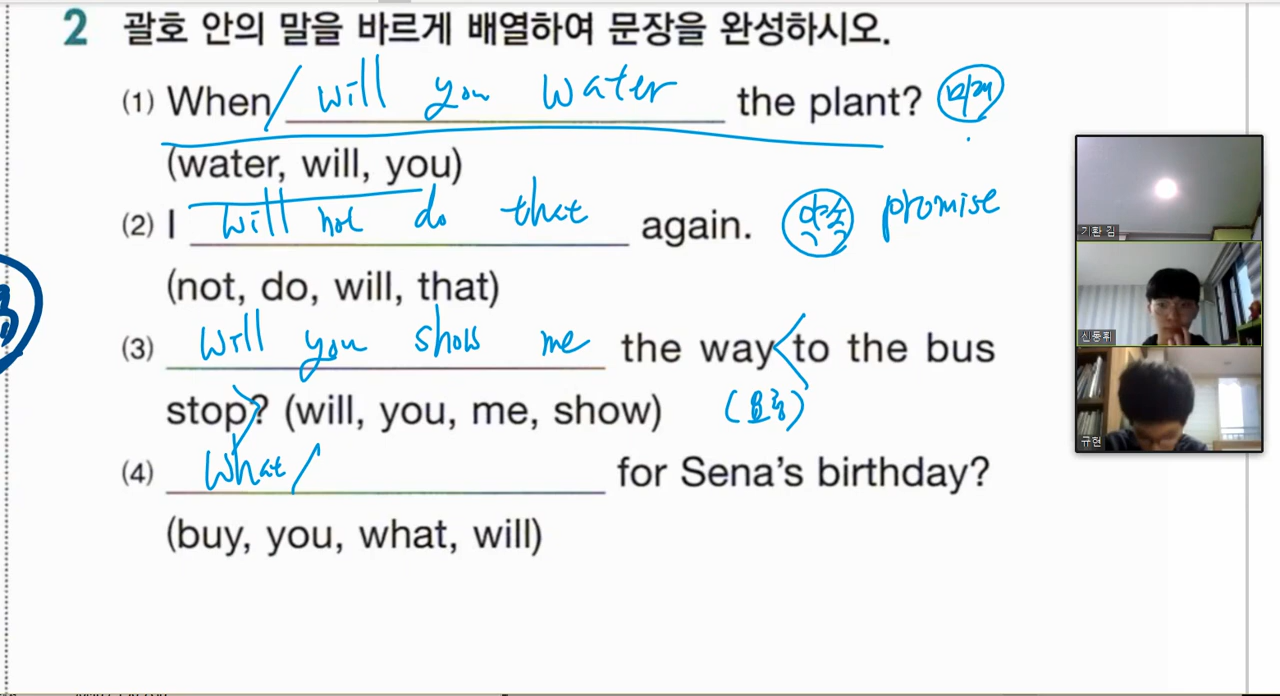 2 괄호 안의 말을 바르게 배열하여 문장을 완성하시오.
(1) When / will you water the plant? 미래
(water, will, you)
(2) I will not do that again. 약속 promise
(not, do, will, that)
(3) will you show me the way to the bus
stop? (will, you, me, show) (요청)
(4) What / for Sena's birthday?
(buy, you, what, will)
기환 김
신동휘
규현